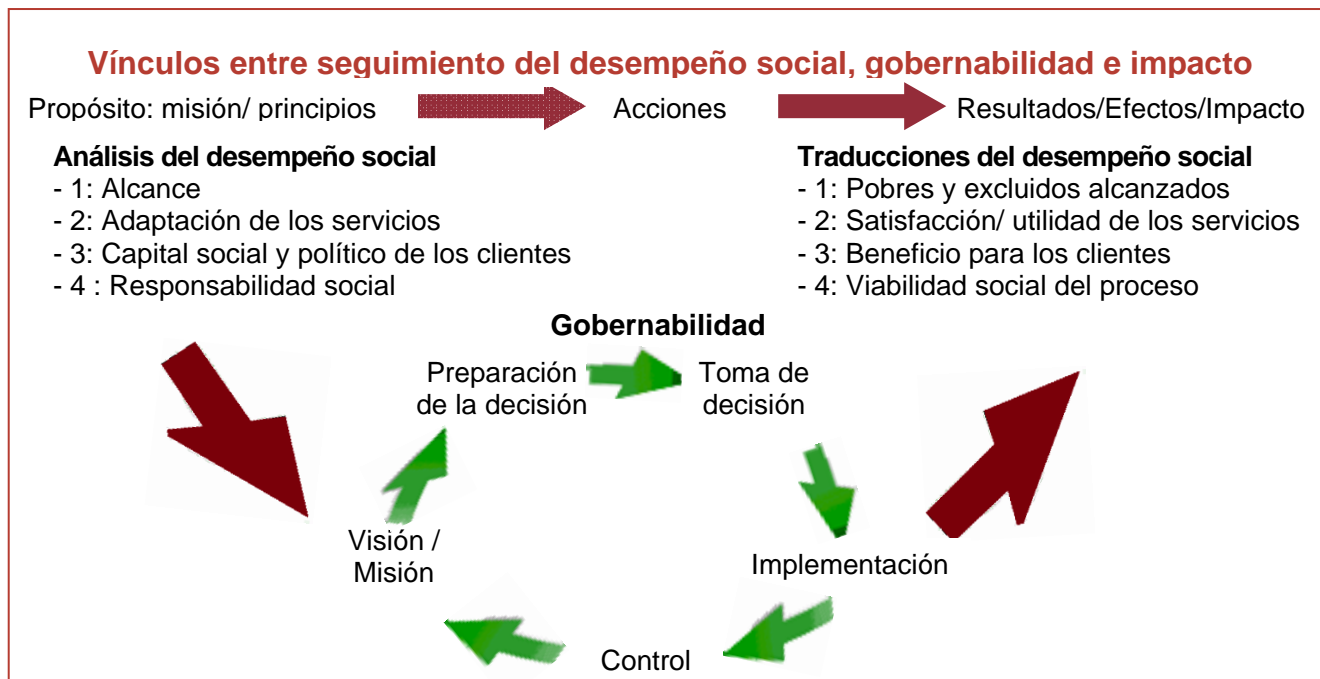 Vínculos entre seguimiento del desempeño social, gobernabilidad e impacto
Propósito: misión/ principios
Acciones
Resultados/Efectos/Impacto
Análisis del desempeño social
- 1: Alcance
- 2: Adaptación de los servicios
- 3: Capital social y político de los clientes
- 4 : Responsabilidad social
Traducciones del desempeño social
- 1: Pobres y excluidos alcanzados
- 2: Satisfacción/ utilidad de los servicios
- 3: Beneficio para los clientes
- 4: Viabilidad social del proceso
Gobernabilidad
Preparación
de la decisión
Toma de
decisión
Visión /
Misión
Implementación
Control